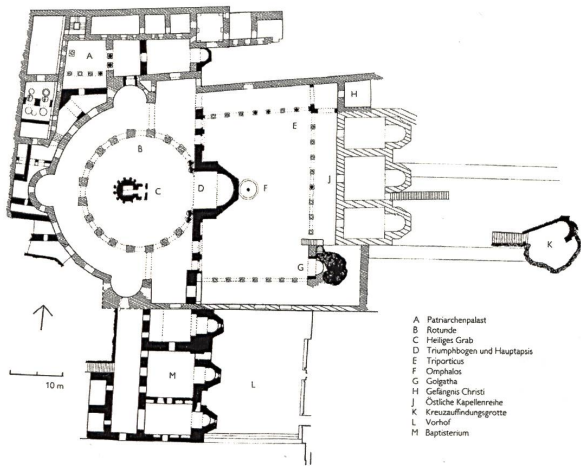 A
H
E
B
J
C
D
F
K
G
10 m
M
L
A Patriarchenpalast
B Rotunde
C Heiliges Grab
D Triumphbogen und Hauptapsis
E Triporticus
F Omphalos
G Golgatha
H Gefängnis Christi
J Östliche Kapellenreihe
K Kreuzauffindungsgrotte
L Vorhof
M Baptisterium